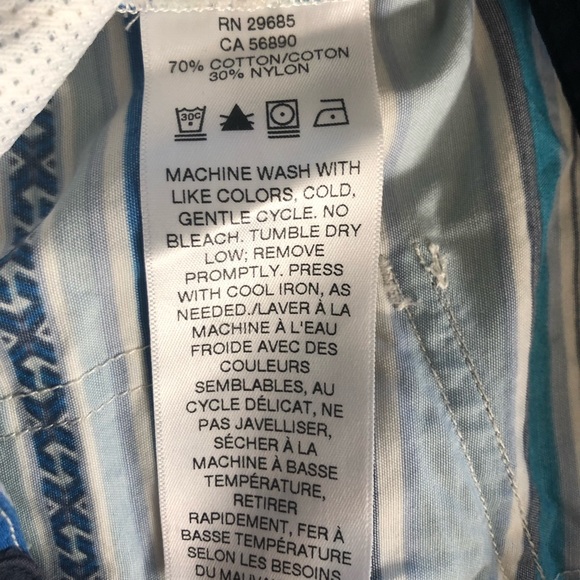 RN 29685
CA 56890
70% COTTON/COTON
30% NYLON
30C
MACHINE WASH WITH
LIKE COLORS, COLD,
GENTLE CYCLE. NO
BLEACH. TUMBLE DRY
LOW; REMOVE
PROMPTLY. PRESS
WITH COOL IRON, AS
NEEDED./LAVER À LA
MACHINE À L'EAU
FROIDE AVEC DES
COULEURS
SEMBLABLES, AU
CYCLE DÉLICAT, NE
PAS JAVELLISER,
SÉCHER À LA
MACHINE À BASSE
TEMPÉRATURE,
RETIRER
RAPIDEMENT, FER À
BASSE TEMPÉRATURE
SELON LES BESOINS